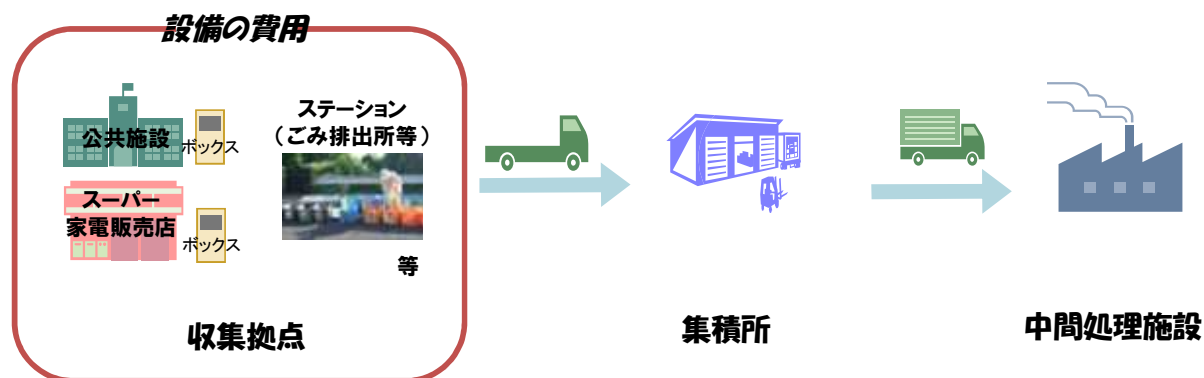 設備の費用
公共施設
ボックス
ステーション
（ごみ排出所等）
スーパー
家電販売店
ボックス
等
収集拠点
集積所
中間処理施設